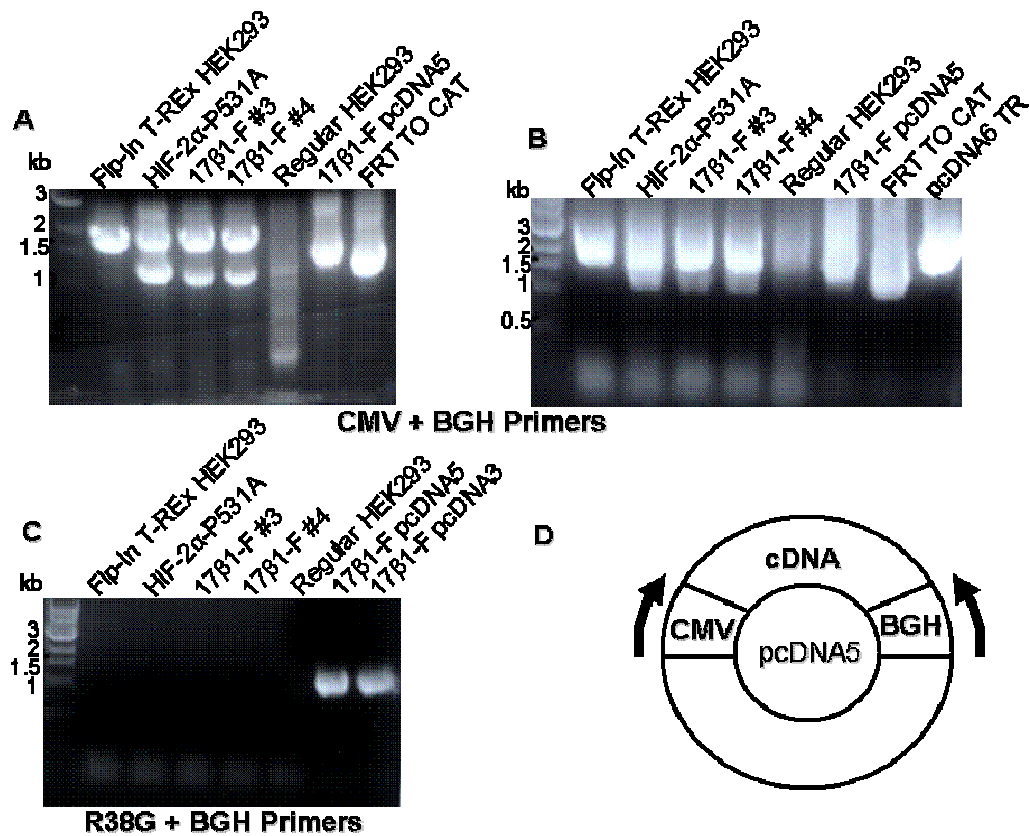 A
kb
Flp-In T-REx HEK293
HIF-2α-P531A
17β1-F #3
17β1-F #4
Regular HEK293
17β1-F pcDNA5
FRT TO CAT
3
2
1.5
1
B
kb
Flp-In T-REx HEK293
HIF-2α-P531A
17β1-F #3
17β1-F #4
Regular HEK293
17β1-F pcDNA5
FRT TO CAT
pcDNA6 TR
3
2
1.5
1
0.5
CMV + BGH Primers
C
kb
Flp-In T-REx HEK293
HIF-2α-P531A
17β1-F #3
17β1-F #4
Regular HEK293
17β1-F pcDNA5
17β1-F pcDNA3
3
2
1.5
1
R38G + BGH Primers
D
cDNA
CMV
BGH
pcDNA5